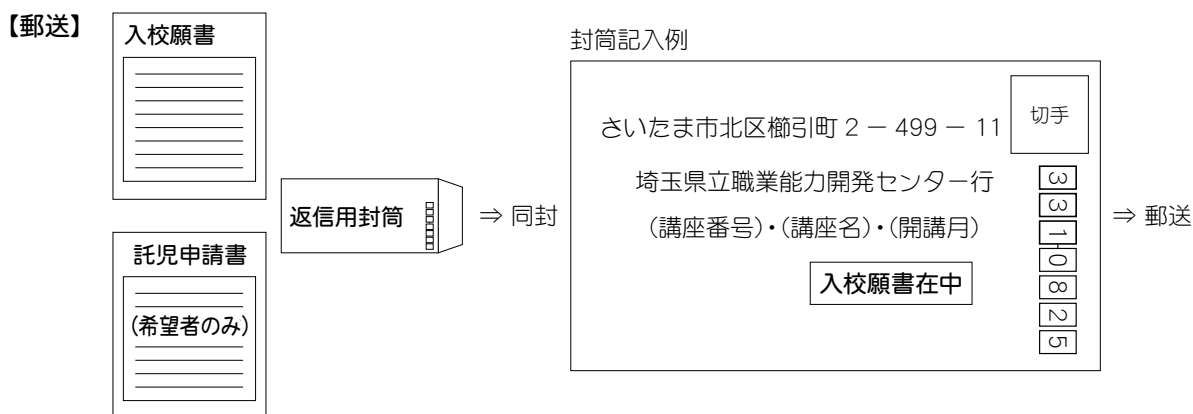 【郵送】
入校願書
託児申請書
(希望者のみ)
返信用封筒
⇒ 同封
封筒記入例
切手
さいたま市北区櫛引町 2 − 499 − 11
埼玉県立職業能力開発センター行
(講座番号)・(講座名)・(開講月)
入校願書在中
331-0825
⇒ 郵送